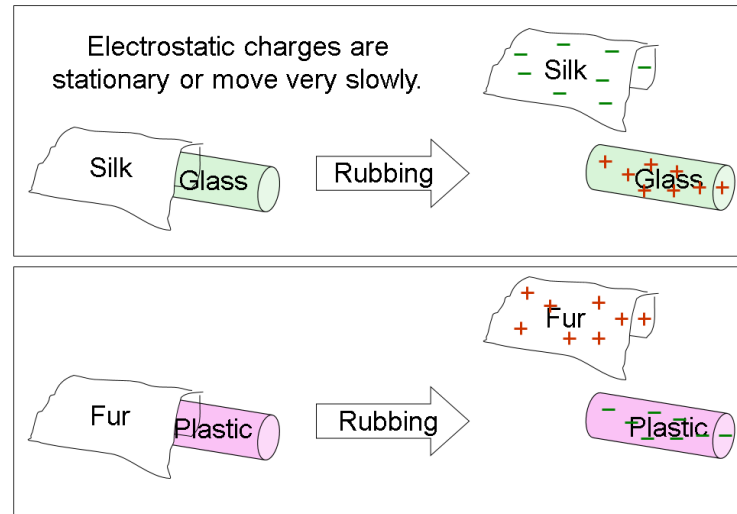 Electrostatic charges are
stationary or move very slowly.
Silk
Glass
Rubbing
Silk
Glass
Fur
Plastic
Rubbing
Fur
Plastic